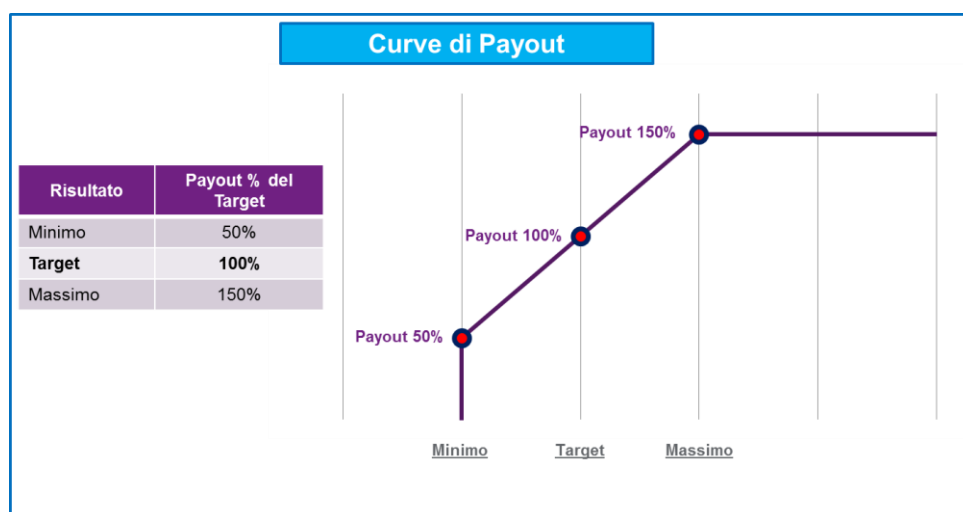 Curve di Payout
Risultato
Payout % del
Target
Minimo
50%
Target
100%
Massimo
150%
Payout 150%
Payout 100%
Payout 50%
Minimo
Target
Massimo